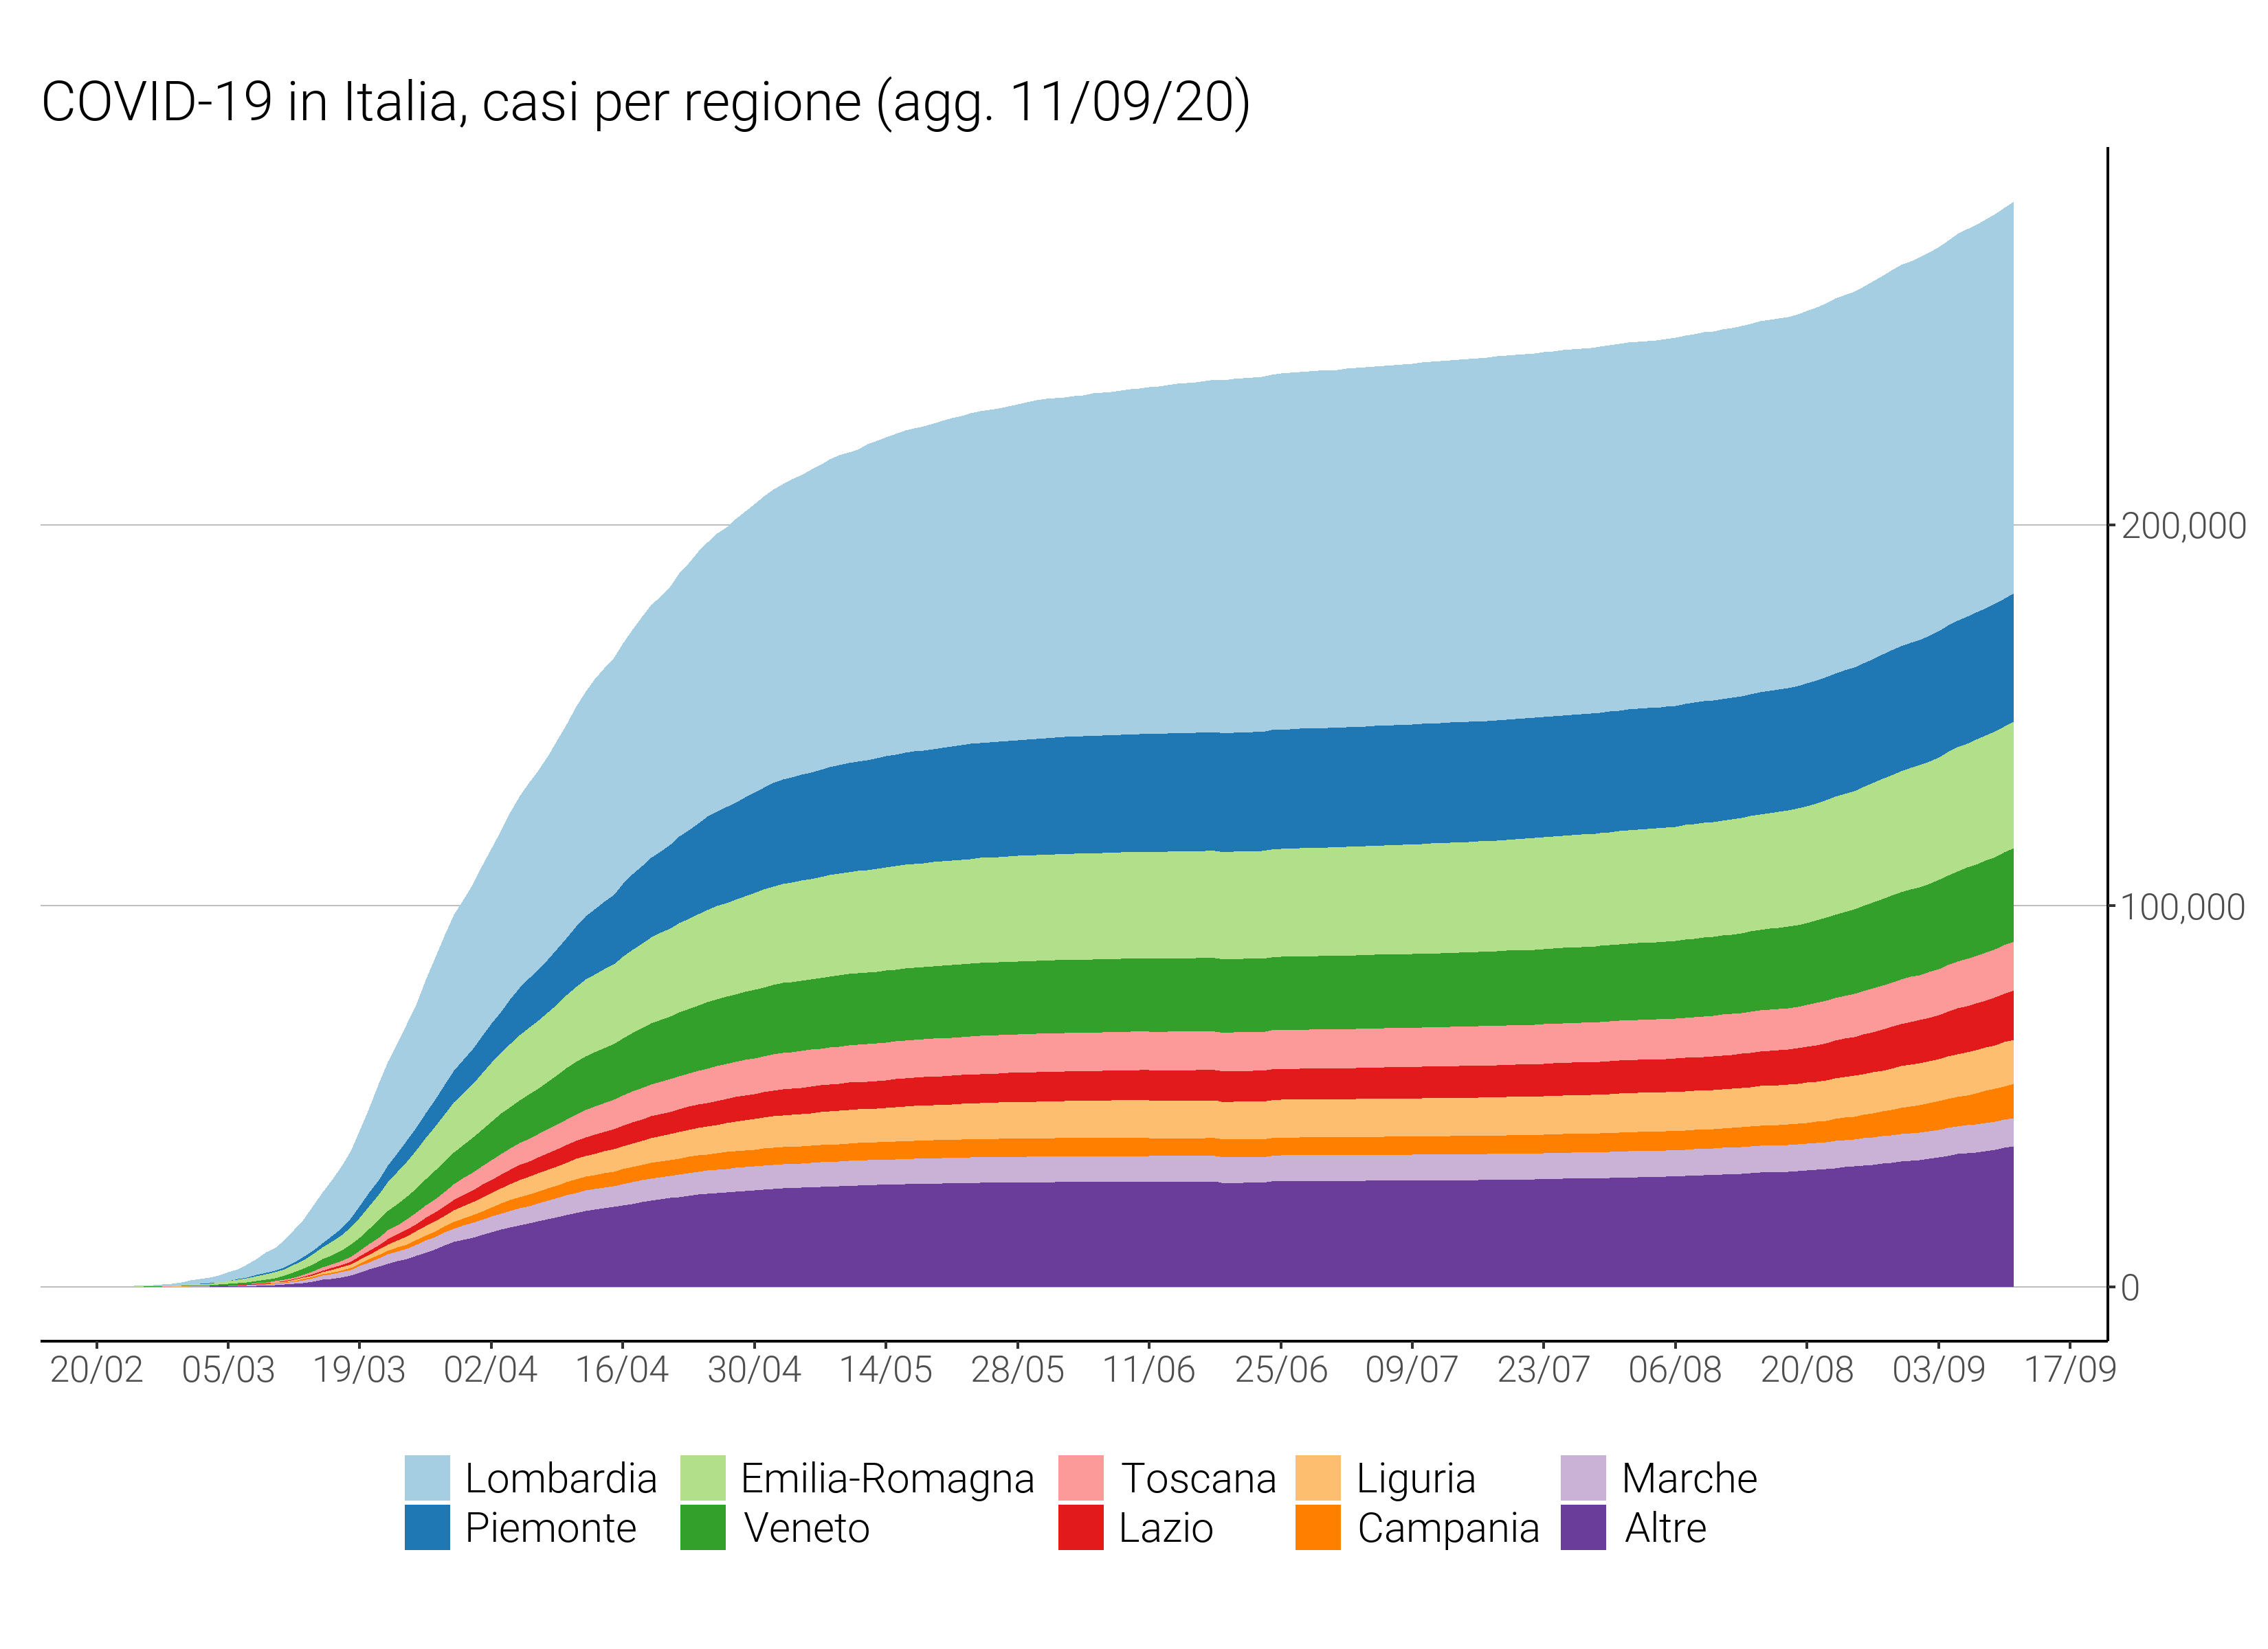 COVID-19 in Italia, casi per regione (agg. 11/09/20)
200,000
100,000
0
20/02 05/03 19/03 02/04 16/04 30/04 14/05 28/05 11/06 25/06 09/07 23/07 06/08 20/08 03/09 17/09
Lombardia Emilia-Romagna Toscana Liguria Marche
Piemonte Veneto Lazio Campania Altre